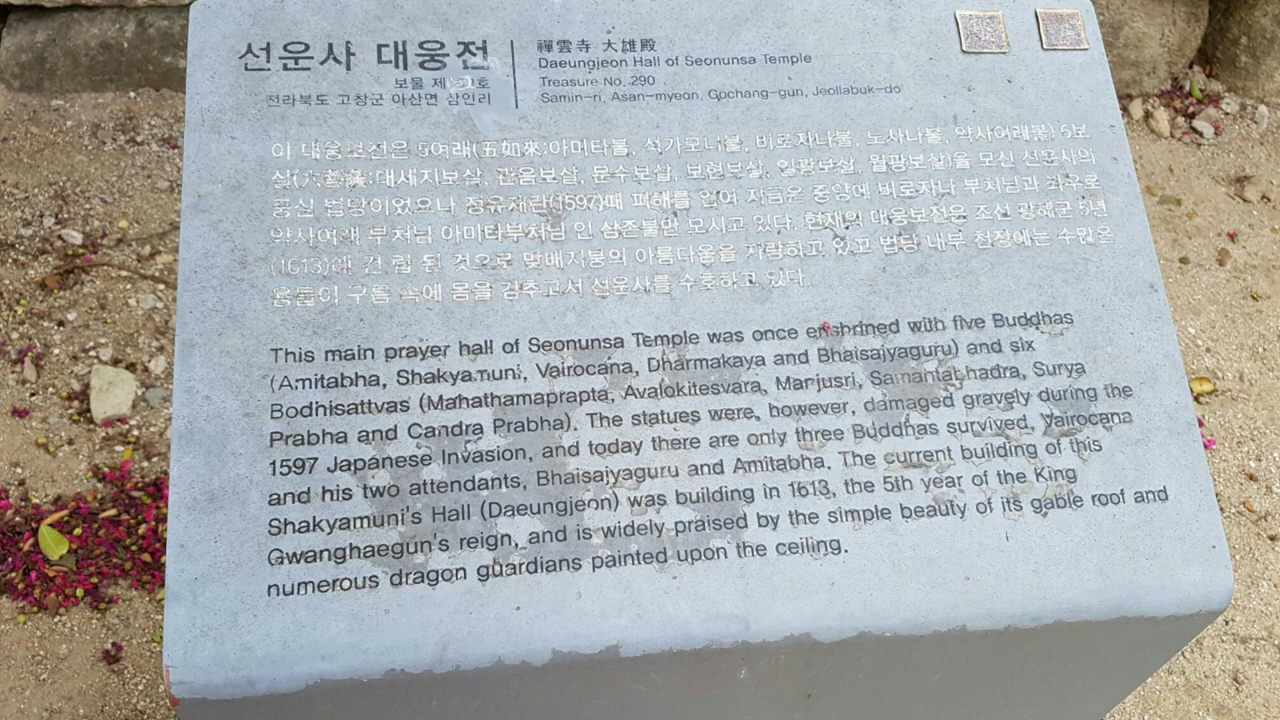 선운사 대웅전
보물 제290호
전라북도 고창군 아산면 삼인리
禪雲寺 大雄殿
Daeungjeon Hall of Seonunsa Temple
Treasure No. 290
Samin-ri, Asan-myeon, Gochang-gun, Jeollabuk-do
이 대웅보전은 5여래(五如來:아미타불, 석가모니불, 비로자나불, 노사나불, 약사여래불) 6보
살(六菩薩:대세지보살, 관음보살, 문수보살, 보현보살, 일광보살, 월광보살)을 모신 선운사의
중심 법당이었으나 정유재란(1597)때 피해를 입어 지금은 중앙에 비로자나 부처님과 좌우로
약사여래 부처님 아미타부처님 인 삼존불만 모시고 있다. 현재의 대웅보전은 조선 광해군 5년
(1613)에 건 립 된 것으로 맞배지붕의 아름다움을 자랑하고 있고 법당 내부 천장에는 수많은
용들이 구름 속에 몸을 감추고서 선운사를 수호하고 있다.
This main prayer hall of Seonunsa Temple was once enshrined with five Buddhas
(Amitabha, Shakyamuni, Vairocana, Dharmakaya and Bhaisajyaguru) and six
Bodhisattvas (Mahathamaprapta, Avalokitesvara, Manjusri, Samantabhadra, Surya
Prabha and Candra Prabha). The statues were, however, damaged gravely during the
1597 Japanese Invasion, and today there are only three Buddhas survived, Vairocana
and his two attendants, Bhaisajyaguru and Amitabha. The current building of this
Shakyamuni's Hall (Daeungjeon) was building in 1613, the 5th year of the King
Gwanghaegun's reign, and is widely praised by the simple beauty of its gable roof and
numerous dragon guardians painted upon the ceiling.